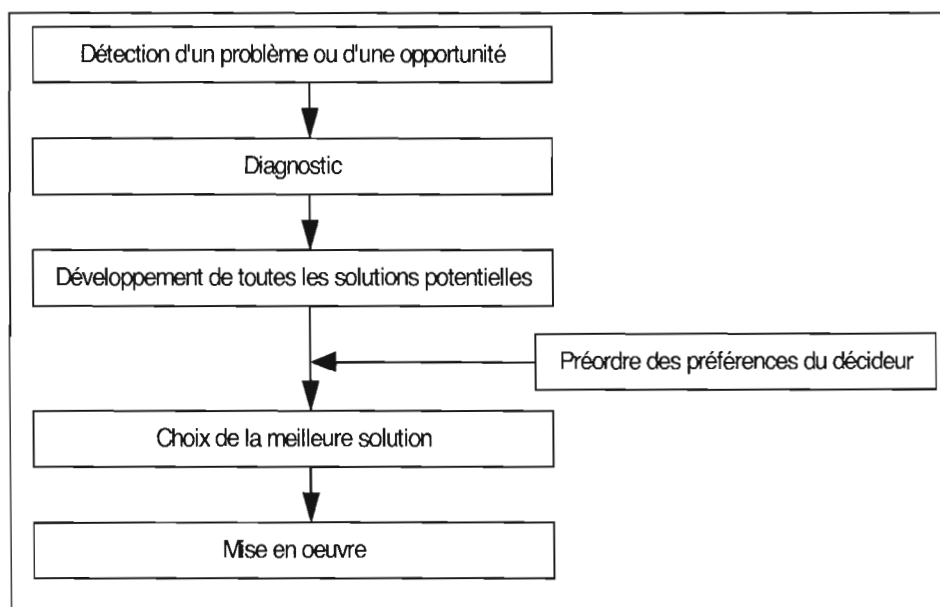 Détection d'un problème ou d'une opportunité
Diagnostic
Développement de toutes les solutions potentielles
Préordre des préférences du décideur
Choix de la meilleure solution
Mise en oeuvre